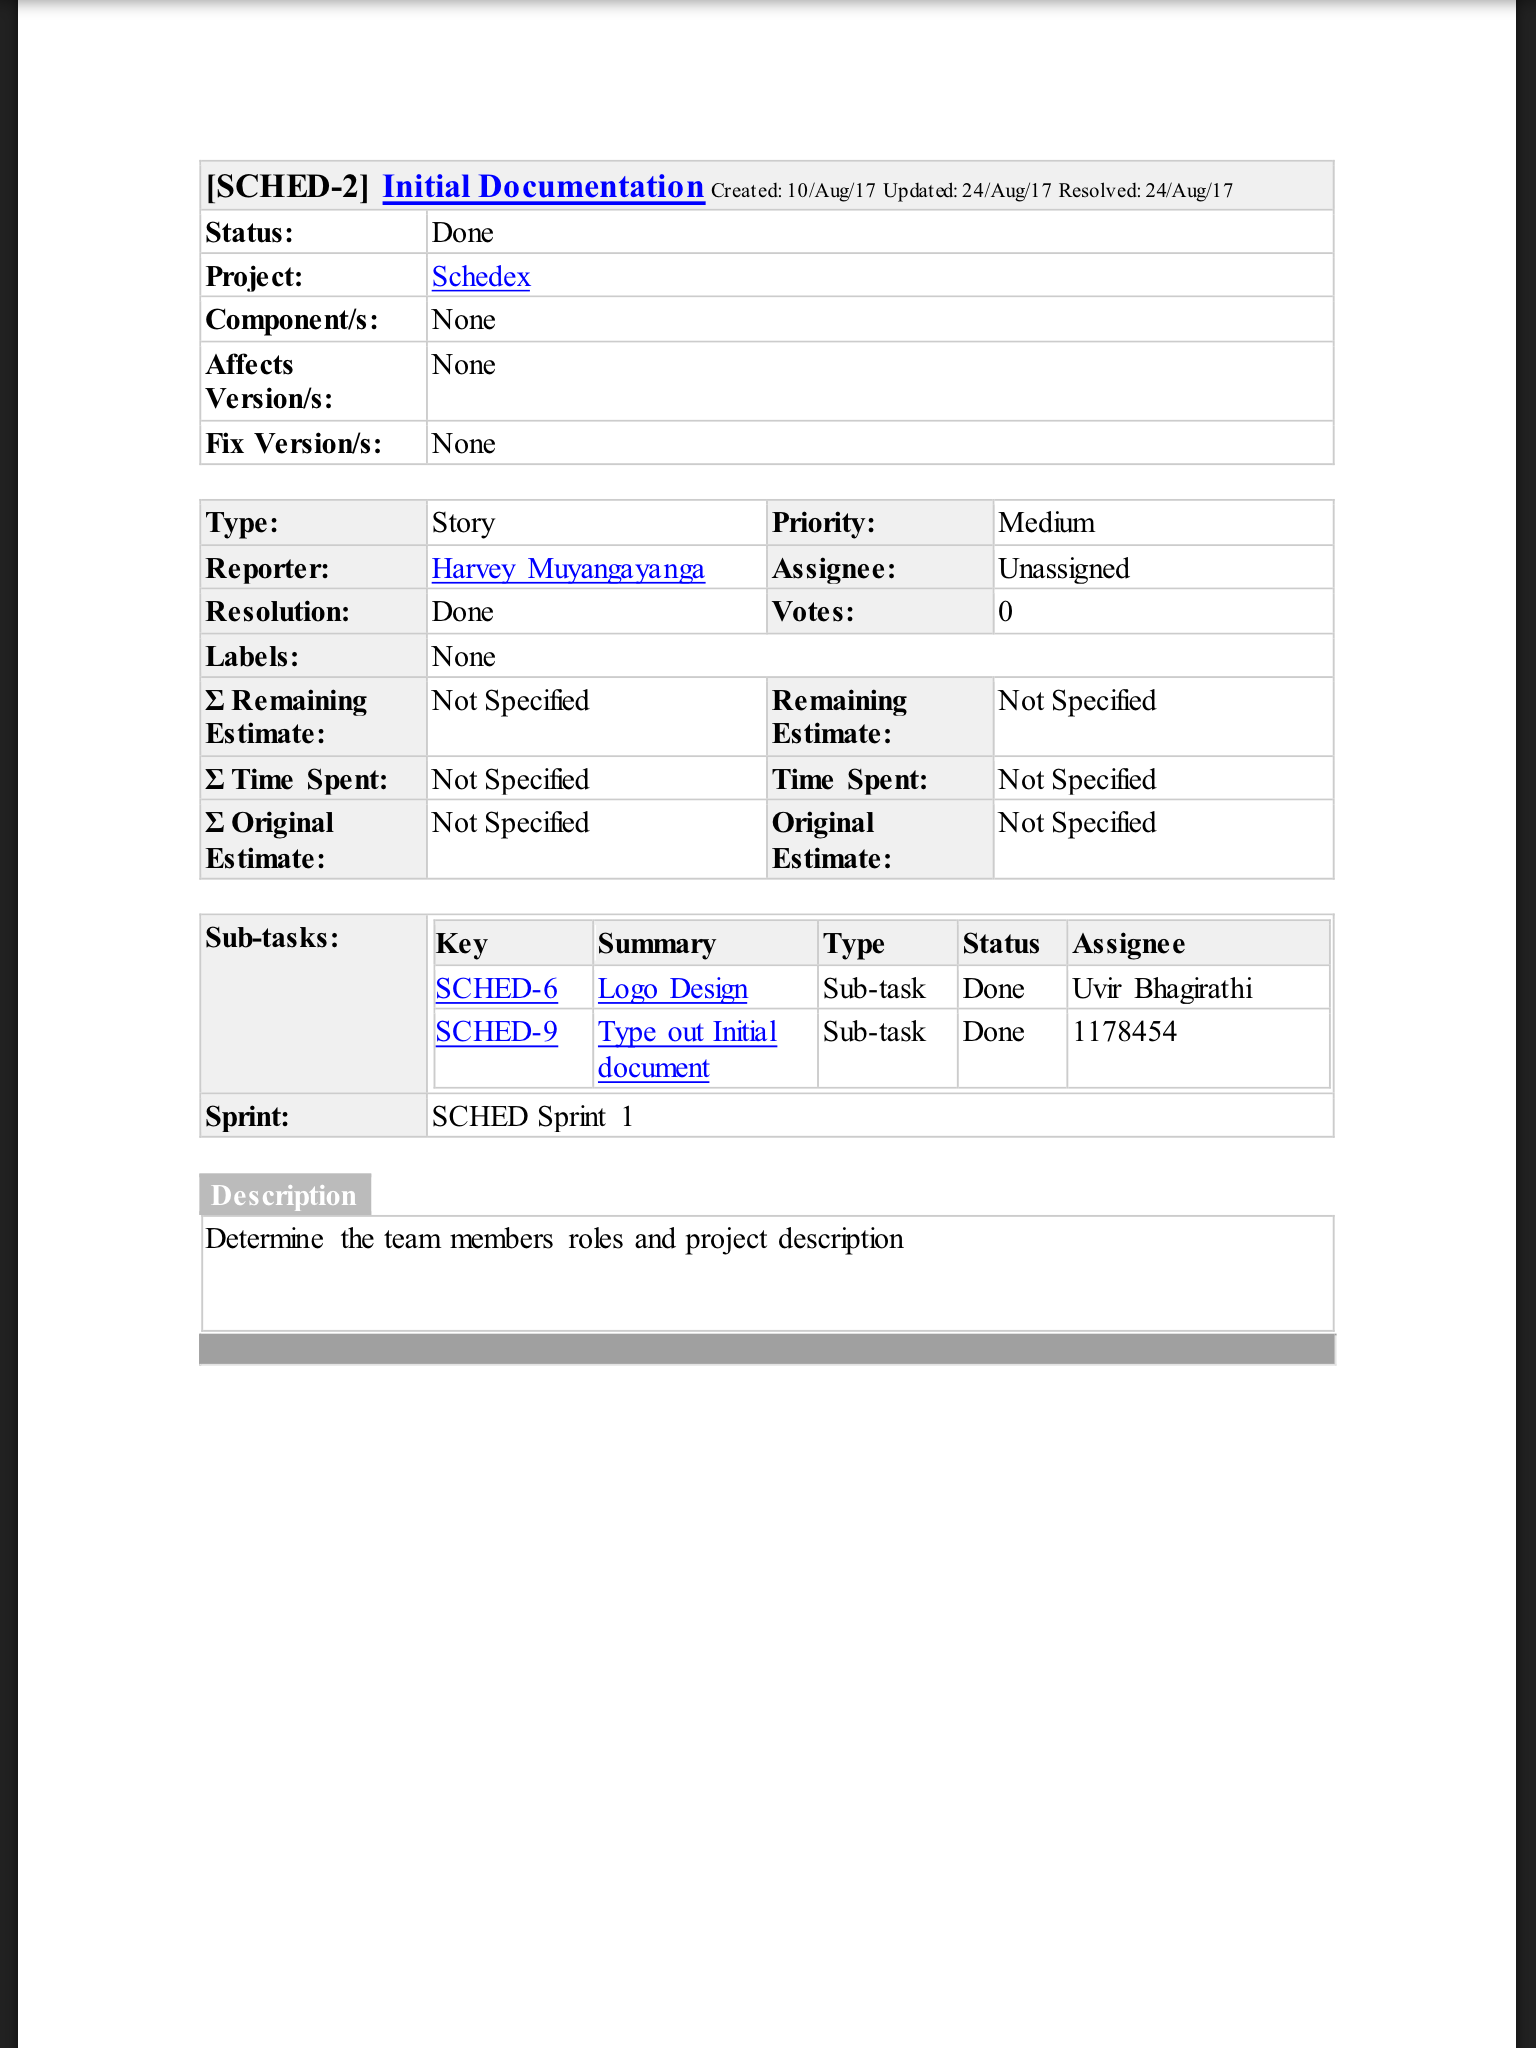 [SCHED-2] Initial Documentation Created: 10/Aug/17 Updated: 24/Aug/17 Resolved: 24/Aug/17
Status: Done
Project: Schedex
Component/s: None
Affects Version/s: None
Fix Version/s: None
Type: Story Priority: Medium
Reporter: Harvey Muyangayanga Assignee: Unassigned
Resolution: Done Votes: 0
Labels: None
Σ Remaining Estimate: Not Specified Remaining Estimate: Not Specified
Σ Time Spent: Not Specified Time Spent: Not Specified
Σ Original Estimate: Not Specified Original Estimate: Not Specified
Sub-tasks: Key Summary Type Status Assignee
SCHED-6 Logo Design Sub-task Done Uvir Bhagirathi
SCHED-9 Type out Initial document Sub-task Done 1178454
Sprint: SCHED Sprint 1
Description
Determine the team members roles and project description